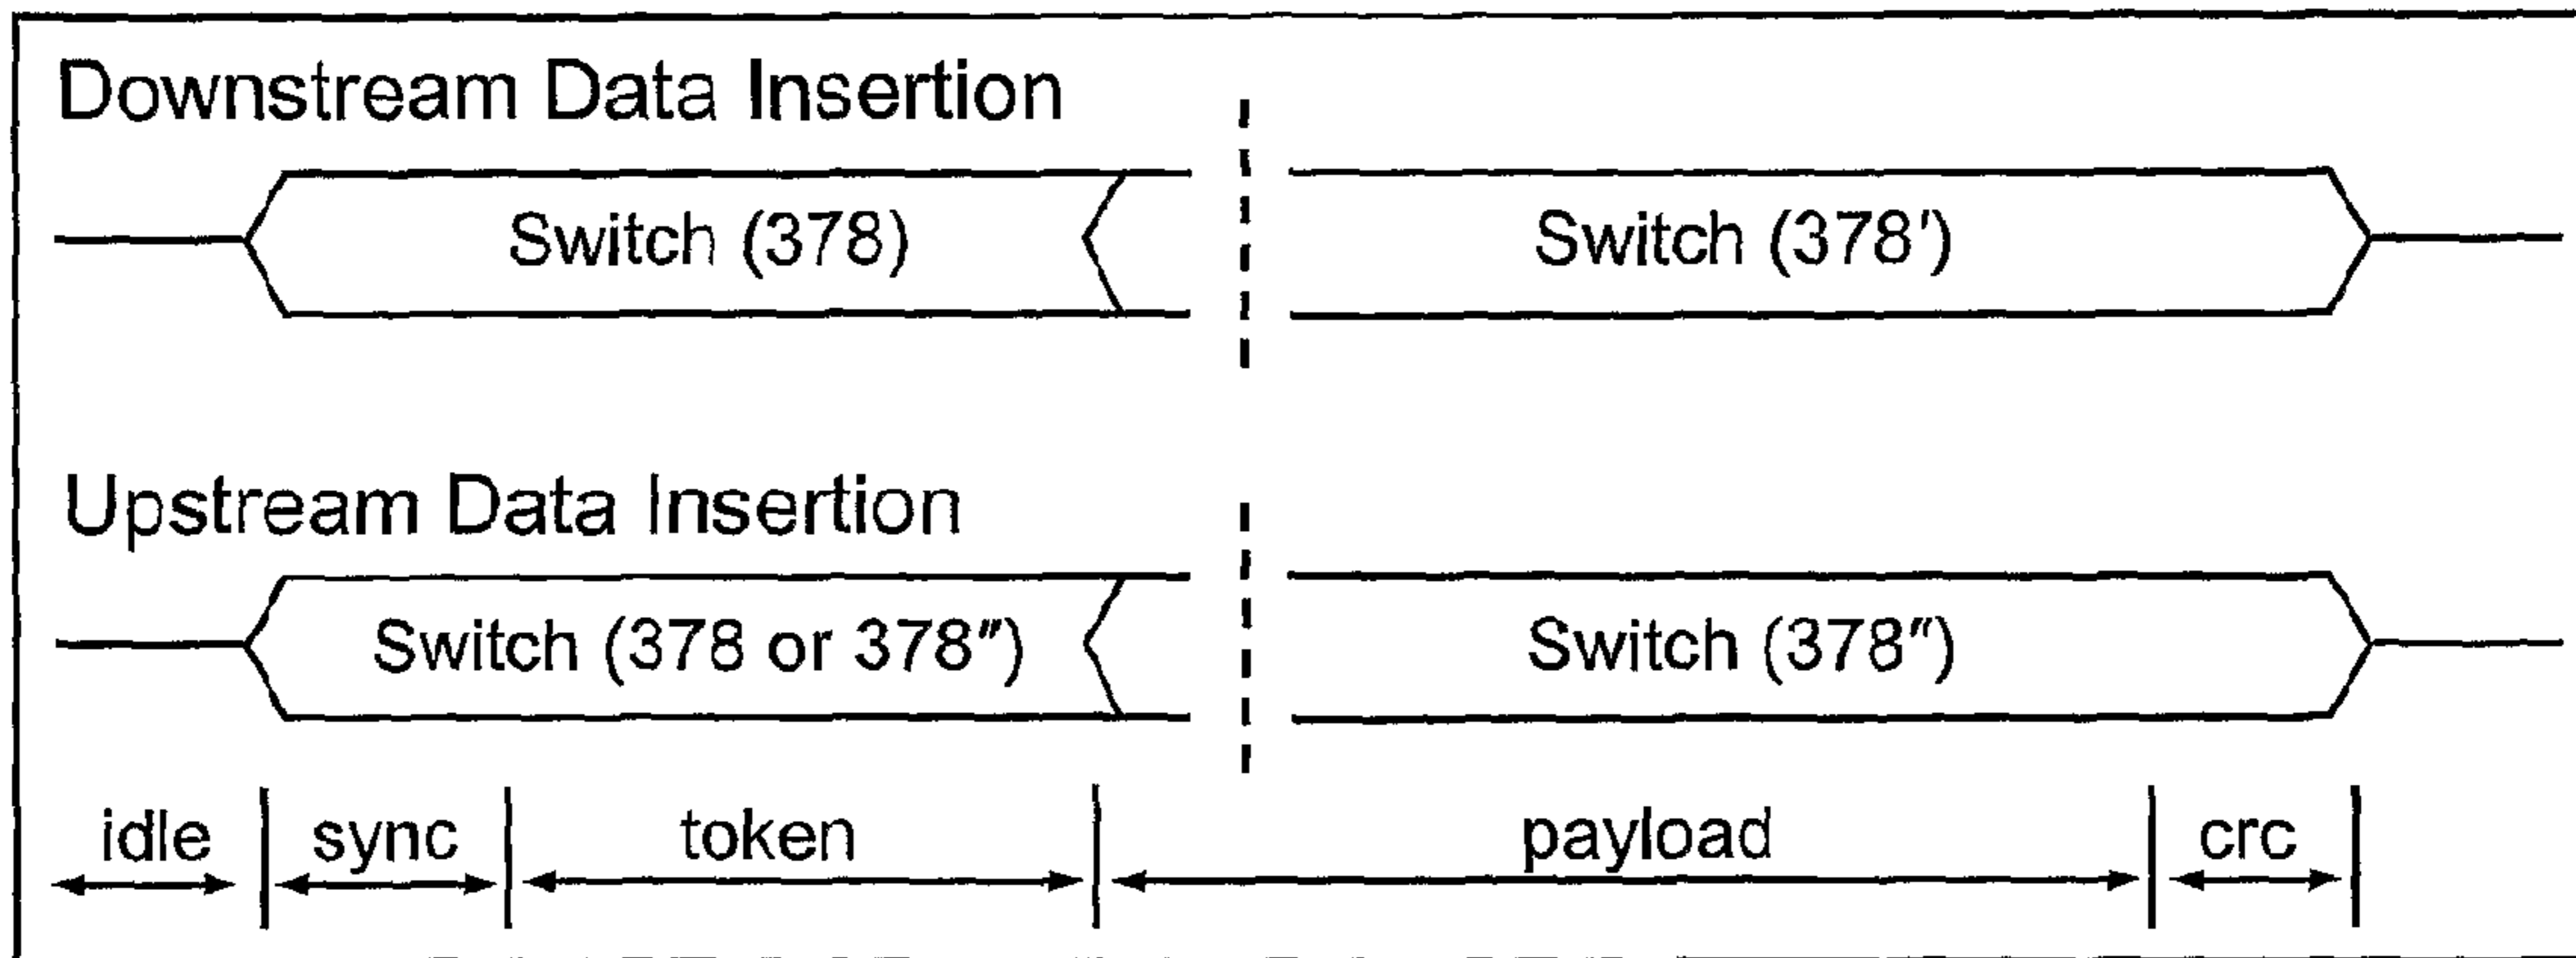 Downstream Data Insertion
Switch (378) Switch (378')
Upstream Data Insertion
Switch (378 or 378") Switch (378")
idle sync token payload crc